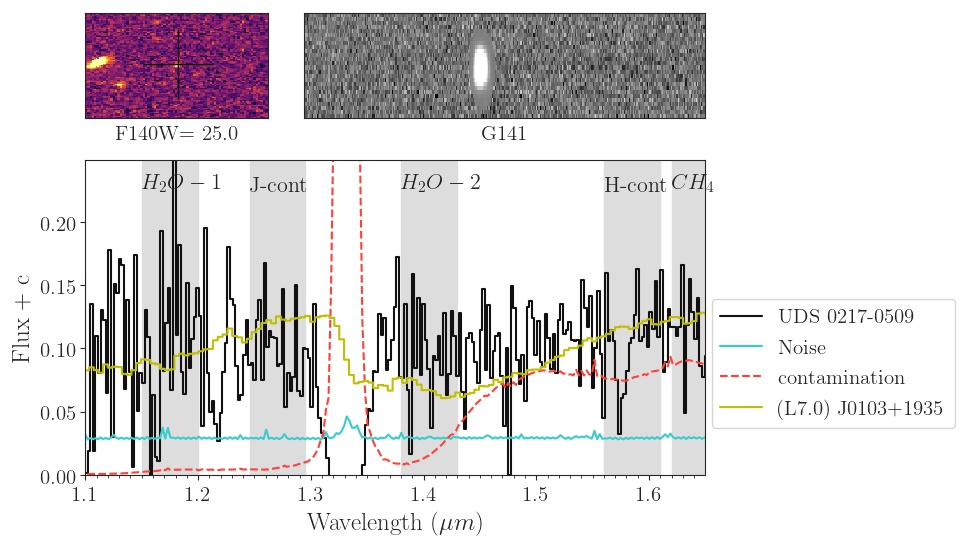 F140W= 25.0
G141
H₂O − 1
J-cont
H₂O − 2
H-cont
CH₄
0.20
0.15
0.10
0.05
0.00
Flux + c
1.1
1.2
1.3
1.4
1.5
1.6
Wavelength (μm)
UDS 0217-0509
Noise
contamination
(L7.0) J0103+1935